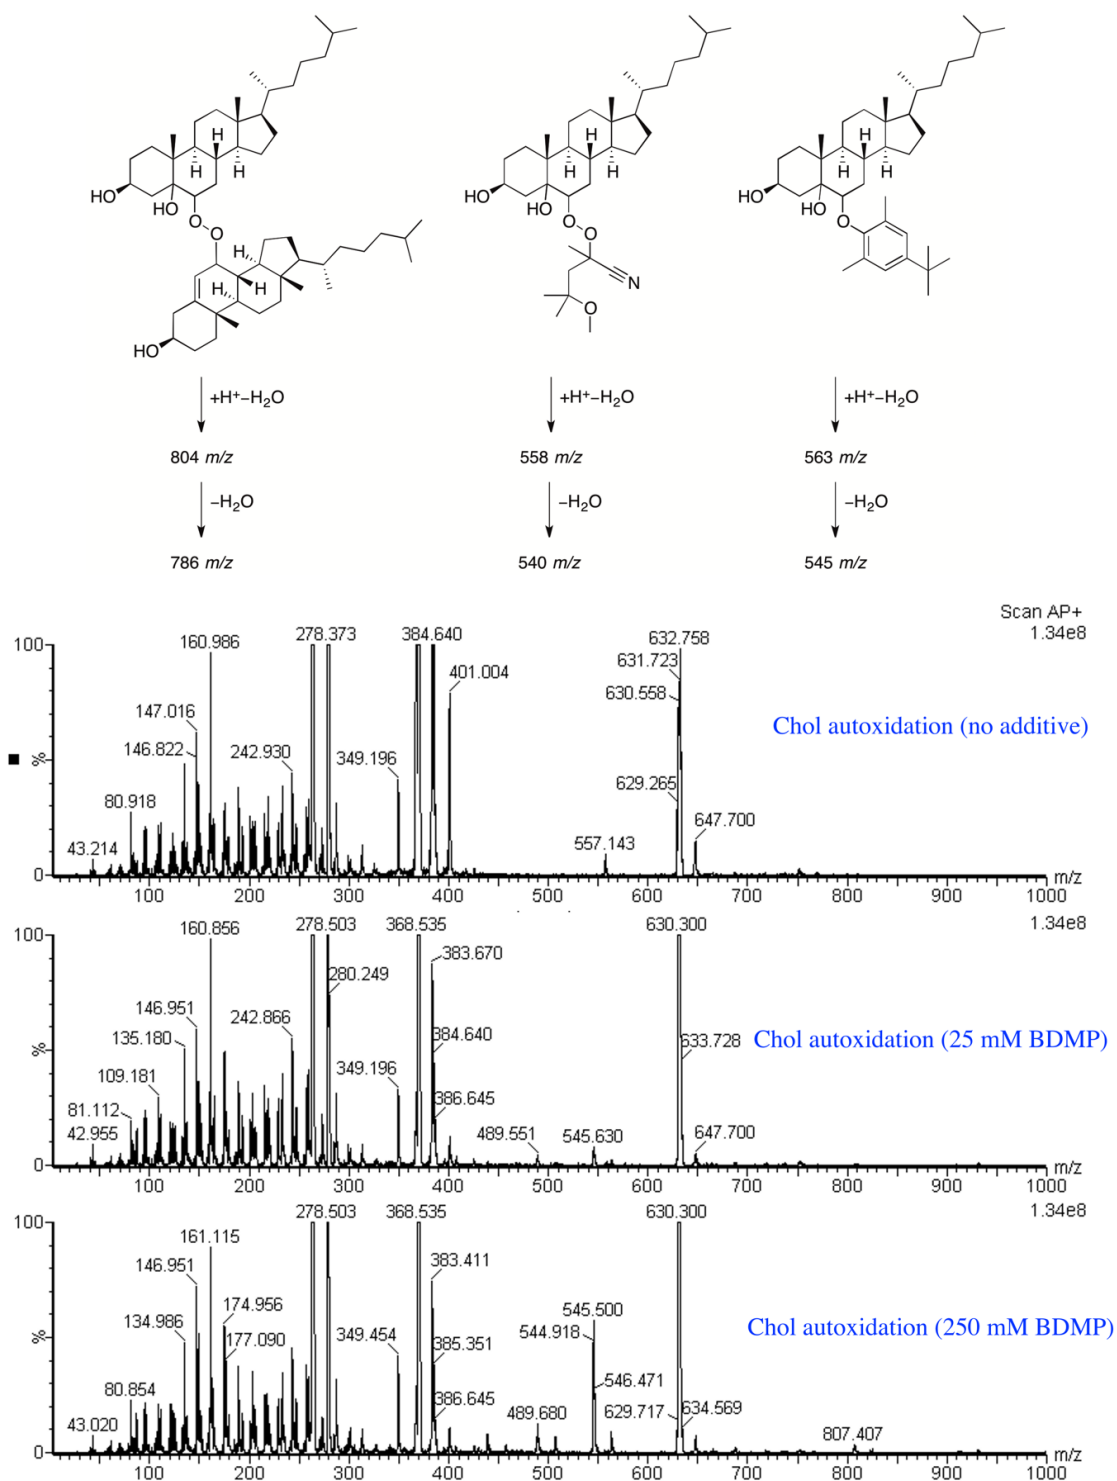 H
H
H
HO
HO
O
O
H
H
H
HO
H
H
H
HO
HO
O
O
N
O
H
H
H
HO
HO
O
+H⁺–H₂O
+H⁺–H₂O
+H⁺–H₂O
804 m/z
558 m/z
563 m/z
–H₂O
–H₂O
–H₂O
786 m/z
540 m/z
545 m/z
Scan AP+
1.34e8
100
%
0
160.986
278.373
384.640
632.758
631.723
630.558
401.004
147.016
146.822
242.930
349.196
80.918
43.214
629.265
557.143
647.700
Chol autoxidation (no additive)
m/z
100 200 300 400 500 600 700 800 900 1000
1.34e8
100
%
0
160.856
278.503
368.535
630.300
383.670
280.249
146.951
242.866
135.180
384.640
633.728
109.181
349.196
386.645
81.112
42.955
489.551
545.630
647.700
Chol autoxidation (25 mM BDMP)
m/z
100 200 300 400 500 600 700 800 900 1000
1.34e8
100
%
0
161.115
278.503
368.535
630.300
146.951
383.411
174.956
134.986
177.090
349.454
385.351
545.500
544.918
546.471
80.854
386.645
489.680
629.717
634.569
43.020
807.407
Chol autoxidation (250 mM BDMP)
m/z
100 200 300 400 500 600 700 800 900 1000